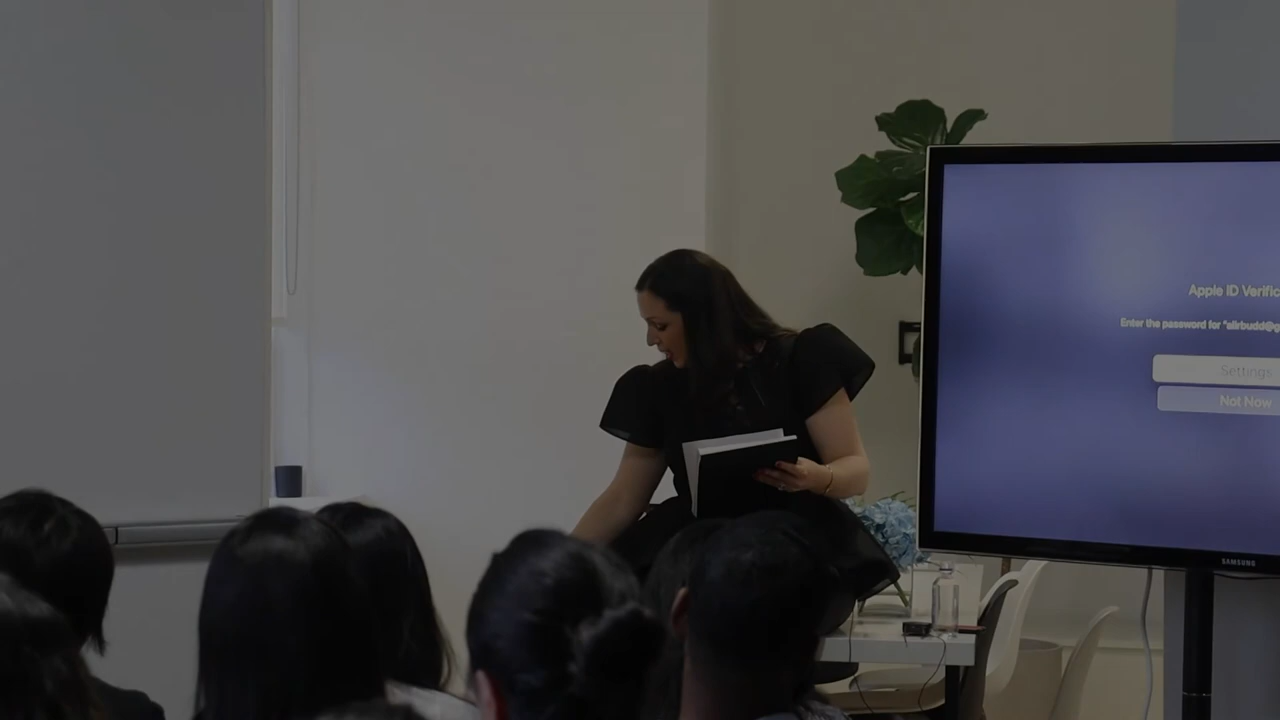 Apple ID Verific
Enter the password for "alirbudd@g
Settings
Not Now
SAMSUNG